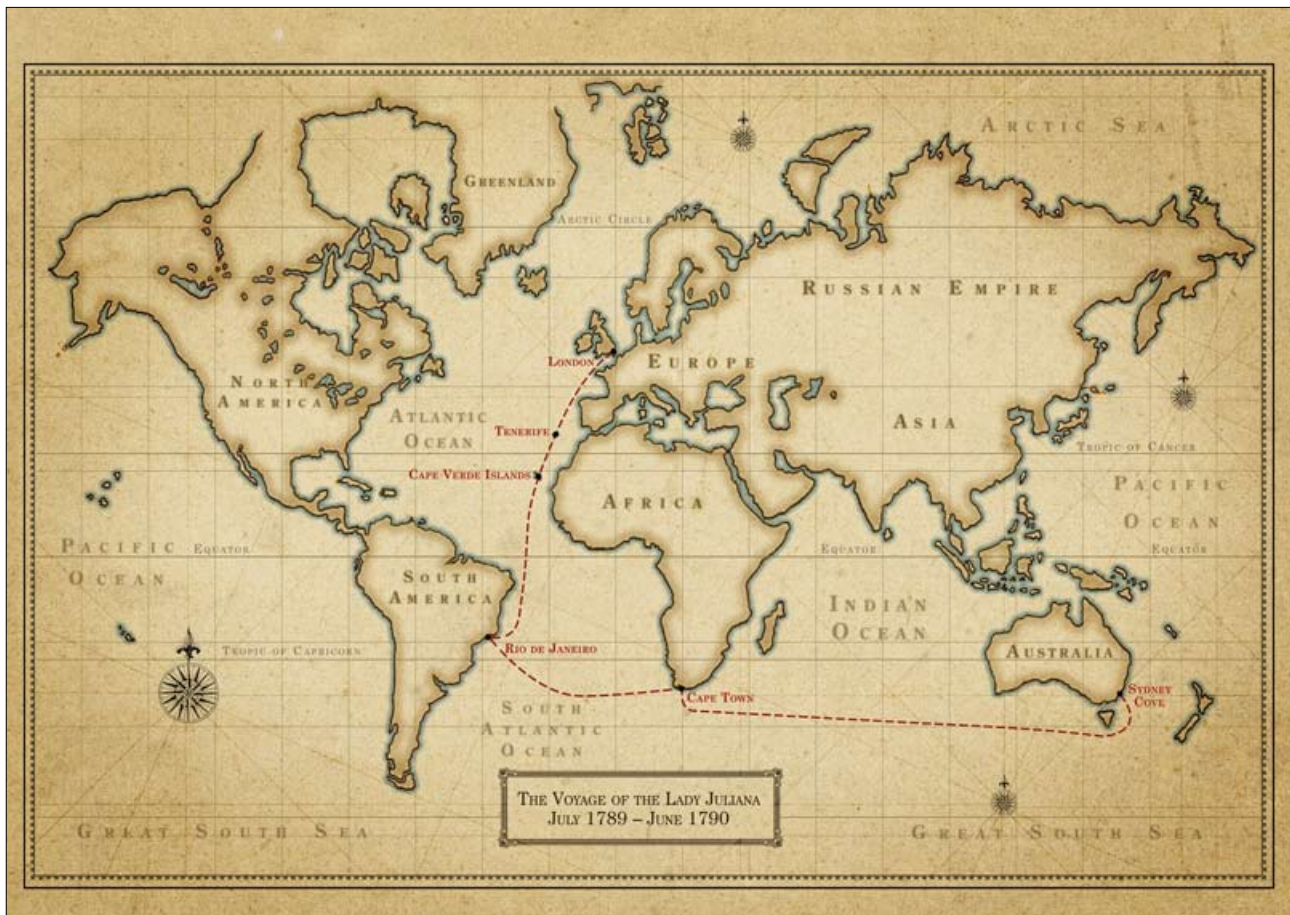 Arctic Sea
Greenland
Arctic Circle
Russian Empire
London
Europe
North
America
Atlantic
Ocean
Asia
Tenerife
Tropic of Cancer
Cape Verde Islands
Africa
Pacific
Ocean
Pacific
Ocean
Equator
Equator
Equator
South
America
Indian
Ocean
Rio de Janeiro
Tropic of Capricorn
Australia
Cape Town
Sydney
Cove
South
Atlantic
Ocean
The Voyage of the Lady Juliana
July 1789 – June 1790
Great South Sea
Great South Sea